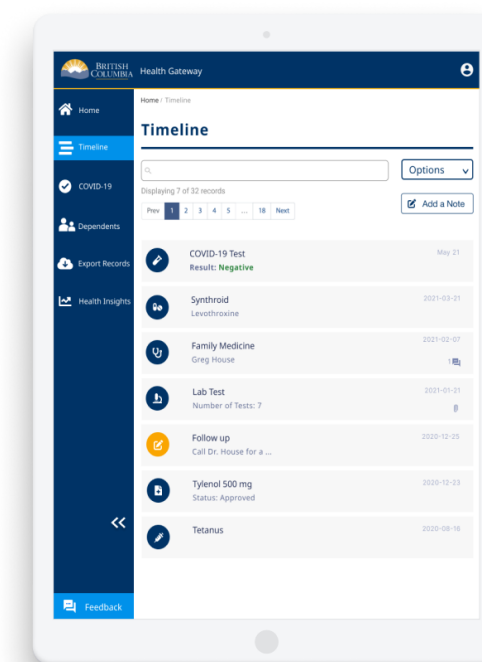 BRITISH
COLUMBIA
Health Gateway
Home
Timeline
COVID-19
Dependents
Export Records
Health Insights
Feedback
Home / Timeline
Timeline
Options
Displaying 7 of 32 records
Prev 1 2 3 4 5 ... 18 Next
Add a Note
COVID-19 Test May 21
Result: Negative
Synthroid 2021-03-21
Levothroxine
Family Medicine 2021-02-07
Greg House 1
Lab Test 2021-01-21
Number of Tests: 7
Follow up 2020-12-25
Call Dr. House for a ...
Tylenol 500 mg 2020-12-23
Status: Approved
Tetanus 2020-08-16